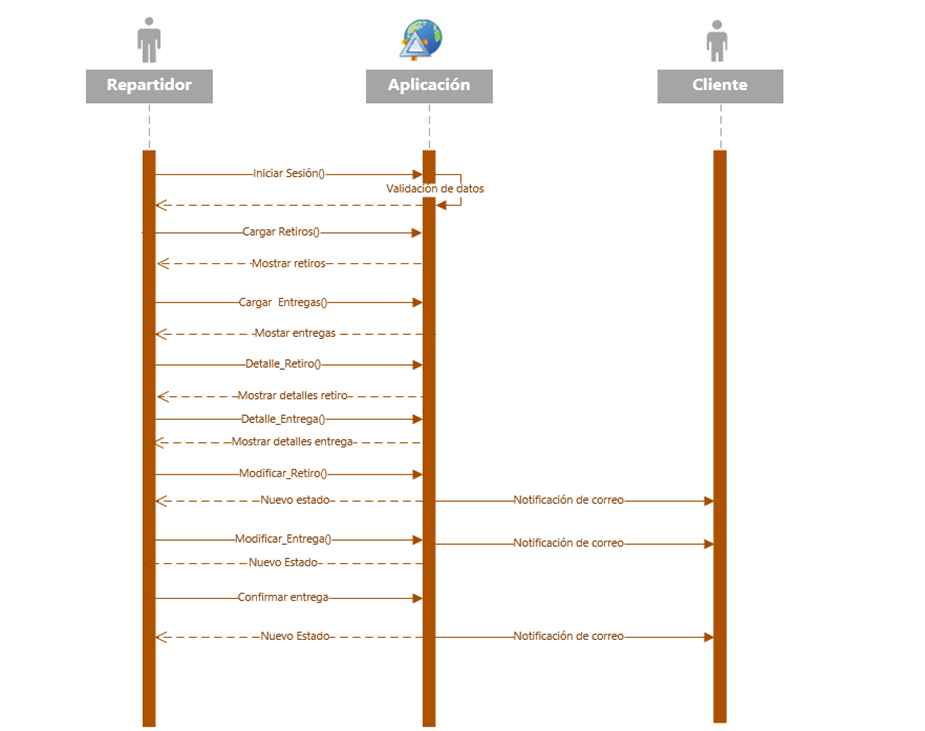 Repartidor
Aplicación
Cliente
Iniciar Sesión()
Validación de datos
Cargar Retiros()
Mostrar retiros
Cargar Entregas()
Mostar entregas
Detalle_Retiro()
Mostrar detalles retiro
Detalle_Entrega()
Mostrar detalles entrega
Modificar_Retiro()
Nuevo estado
Notificación de correo
Modificar_Entrega()
Notificación de correo
Nuevo Estado
Confirmar entrega
Nuevo Estado
Notificación de correo